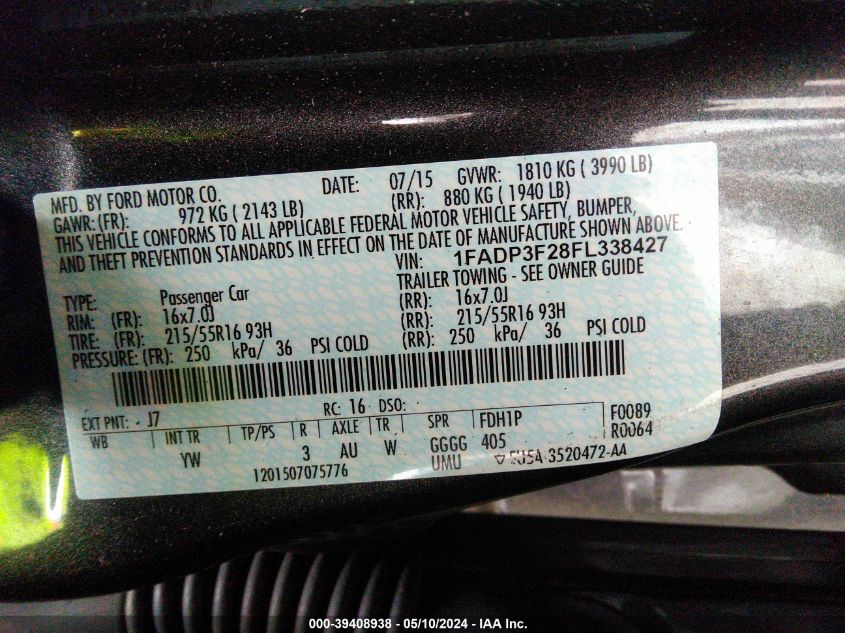 MFD. BY FORD MOTOR CO. DATE: 07/15 GVWR: 1810 KG ( 3990 LB)
GAWR: (FR): 972 KG ( 2143 LB) (RR): 880 KG ( 1940 LB)
THIS VEHICLE CONFORMS TO ALL APPLICABLE FEDERAL MOTOR VEHICLE SAFETY, BUMPER,
AND THEFT PREVENTION STANDARDS IN EFFECT ON THE DATE OF MANUFACTURE SHOWN ABOVE.
VIN: 1FADP3F28FL338427
TYPE: Passenger Car TRAILER TOWING - SEE OWNER GUIDE
RIM: (FR): 16x7.0J (RR): 16x7.0J
TIRE: (FR): 215/55R16 93H (RR): 215/55R16 93H
PRESSURE: (FR): 250 kPa/ 36 PSI COLD (RR): 250 kPa/ 36 PSI COLD
EXT PNT: J7 RC: 16 DSO: F0089
WB INT TR TP/PS R AXLE TR SPR FDH1P R0064
YW 3 AU W GGGG 405
1201507075776 UMU 3520472-AA
000-39408938 - 05/10/2024 - IAA Inc.